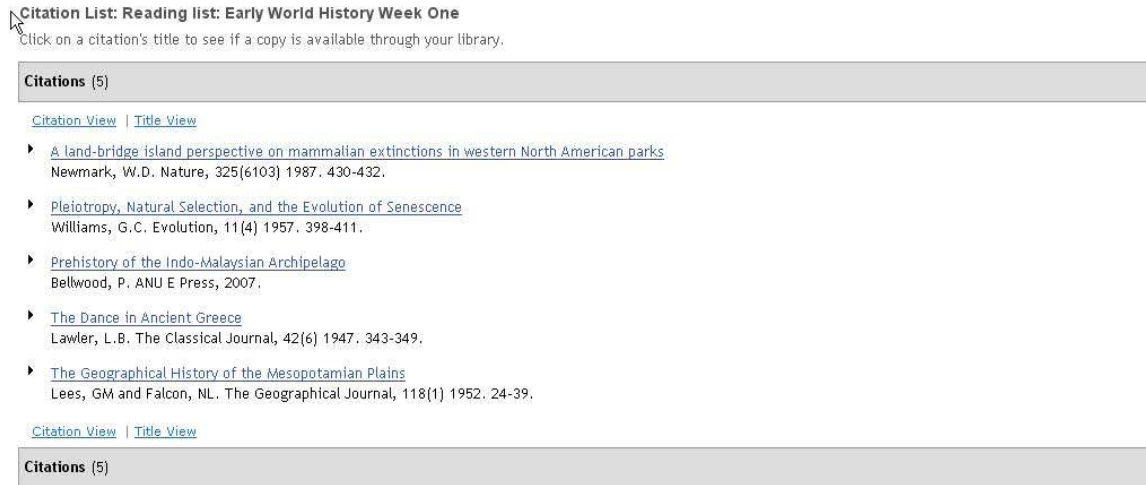 Citation List: Reading list: Early World History Week One
Click on a citation's title to see if a copy is available through your library.
Citations (5)
Citation View | Title View
A land-bridge island perspective on mammalian extinctions in western North American parks
Newmark, W.D. Nature, 325(6103) 1987. 430-432.
Pleiotropy, Natural Selection, and the Evolution of Senescence
Williams, G.C. Evolution, 11(4) 1957. 398-411.
Prehistory of the Indo-Malaysian Archipelago
Bellwood, P. ANU E Press, 2007.
The Dance in Ancient Greece
Lawler, L.B. The Classical Journal, 42(6) 1947. 343-349.
The Geographical History of the Mesopotamian Plains
Lees, GM and Falcon, NL. The Geographical Journal, 118(1) 1952. 24-39.
Citation View | Title View
Citations (5)